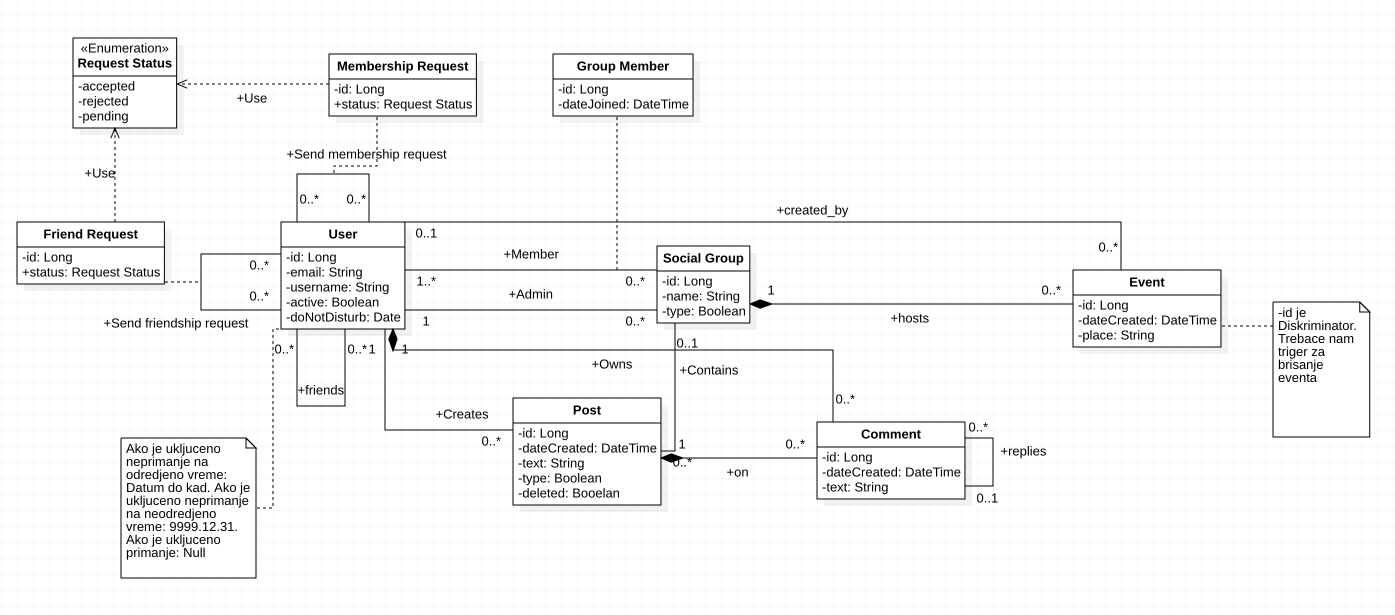 «Enumeration»
Request Status
-accepted
-rejected
-pending
+Use
Membership Request
-id: Long
+status: Request Status
Group Member
-id: Long
-dateJoined: DateTime
+Send membership request
+Use
0..*
0..*
Friend Request
-id: Long
+status: Request Status
+Send friendship request
0..*
0..*
User
-id: Long
-email: String
-username: String
-active: Boolean
-doNotDisturb: Date
0..1
+created_by
0..*
+Member
1..*
0..*
+Admin
1
0..*
Social Group
-id: Long
-name: String
-type: Boolean
1
0..*
+hosts
Event
-id: Long
-dateCreated: DateTime
-place: String
-id je
Diskriminator.
Trebace nam
triger za
brisanje
eventa
0..*
0..*
+friends
1
1
+Owns
0..*
0..1
+Contains
0..*
+Creates
0..*
Post
-id: Long
-dateCreated: DateTime
-text: String
-type: Boolean
-deleted: Booelan
1
0..*
+on
Comment
-id: Long
-dateCreated: DateTime
-text: String
0..*
+replies
0..1
Ako je ukljuceno
neprimanje na
odredjeno vreme:
Datum do kad. Ako je
ukljuceno neprimanje
na neodredjeno
vreme: 9999.12.31.
Ako je ukljuceno
primanje: Null